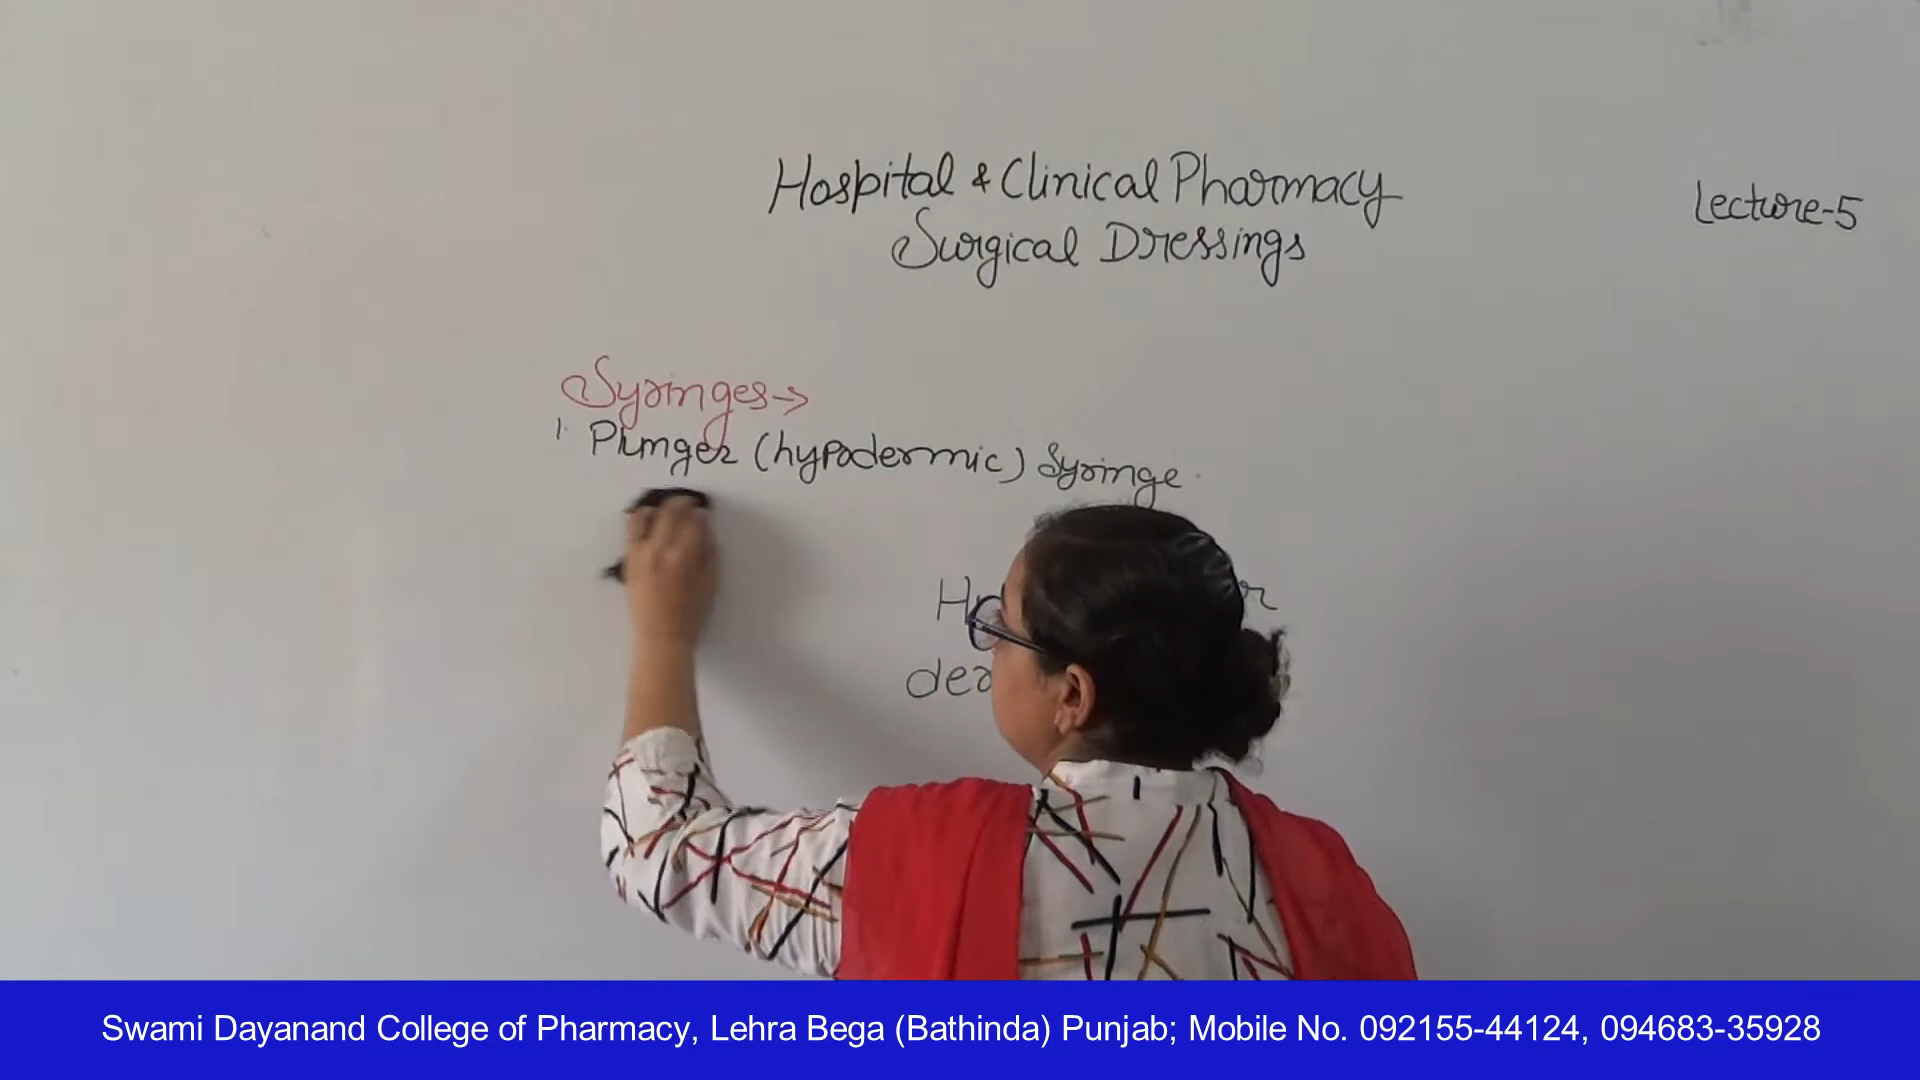 Hospital & Clinical Pharmacy
Lecture-5
Surgical Dressings
Syringes→
1. Plunger (hypodermic) Syringe.
Swami Dayanand College of Pharmacy, Lehra Bega (Bathinda) Punjab; Mobile No. 092155-44124, 094683-35928